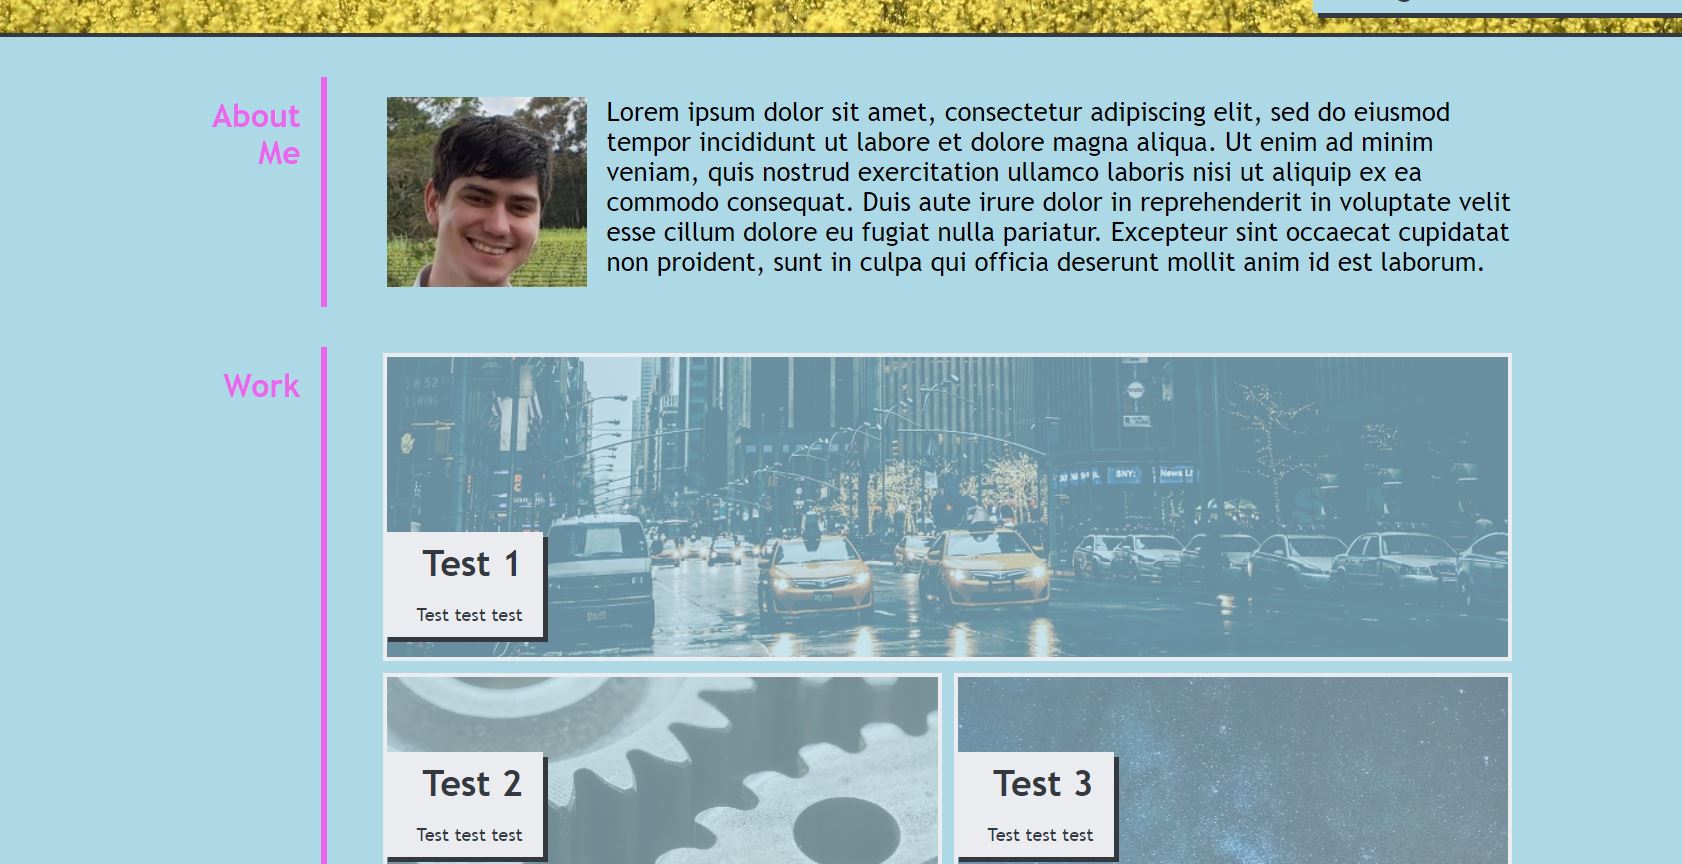 About
Me
Lorem ipsum dolor sit amet, consectetur adipiscing elit, sed do eiusmod
tempor incididunt ut labore et dolore magna aliqua. Ut enim ad minim
veniam, quis nostrud exercitation ullamco laboris nisi ut aliquip ex ea
commodo consequat. Duis aute irure dolor in reprehenderit in voluptate velit
esse cillum dolore eu fugiat nulla pariatur. Excepteur sint occaecat cupidatat
non proident, sunt in culpa qui officia deserunt mollit anim id est laborum.
Work
W 52
SNY:
News
Test 1
Test test test
Test 2
Test test test
Test 3
Test test test